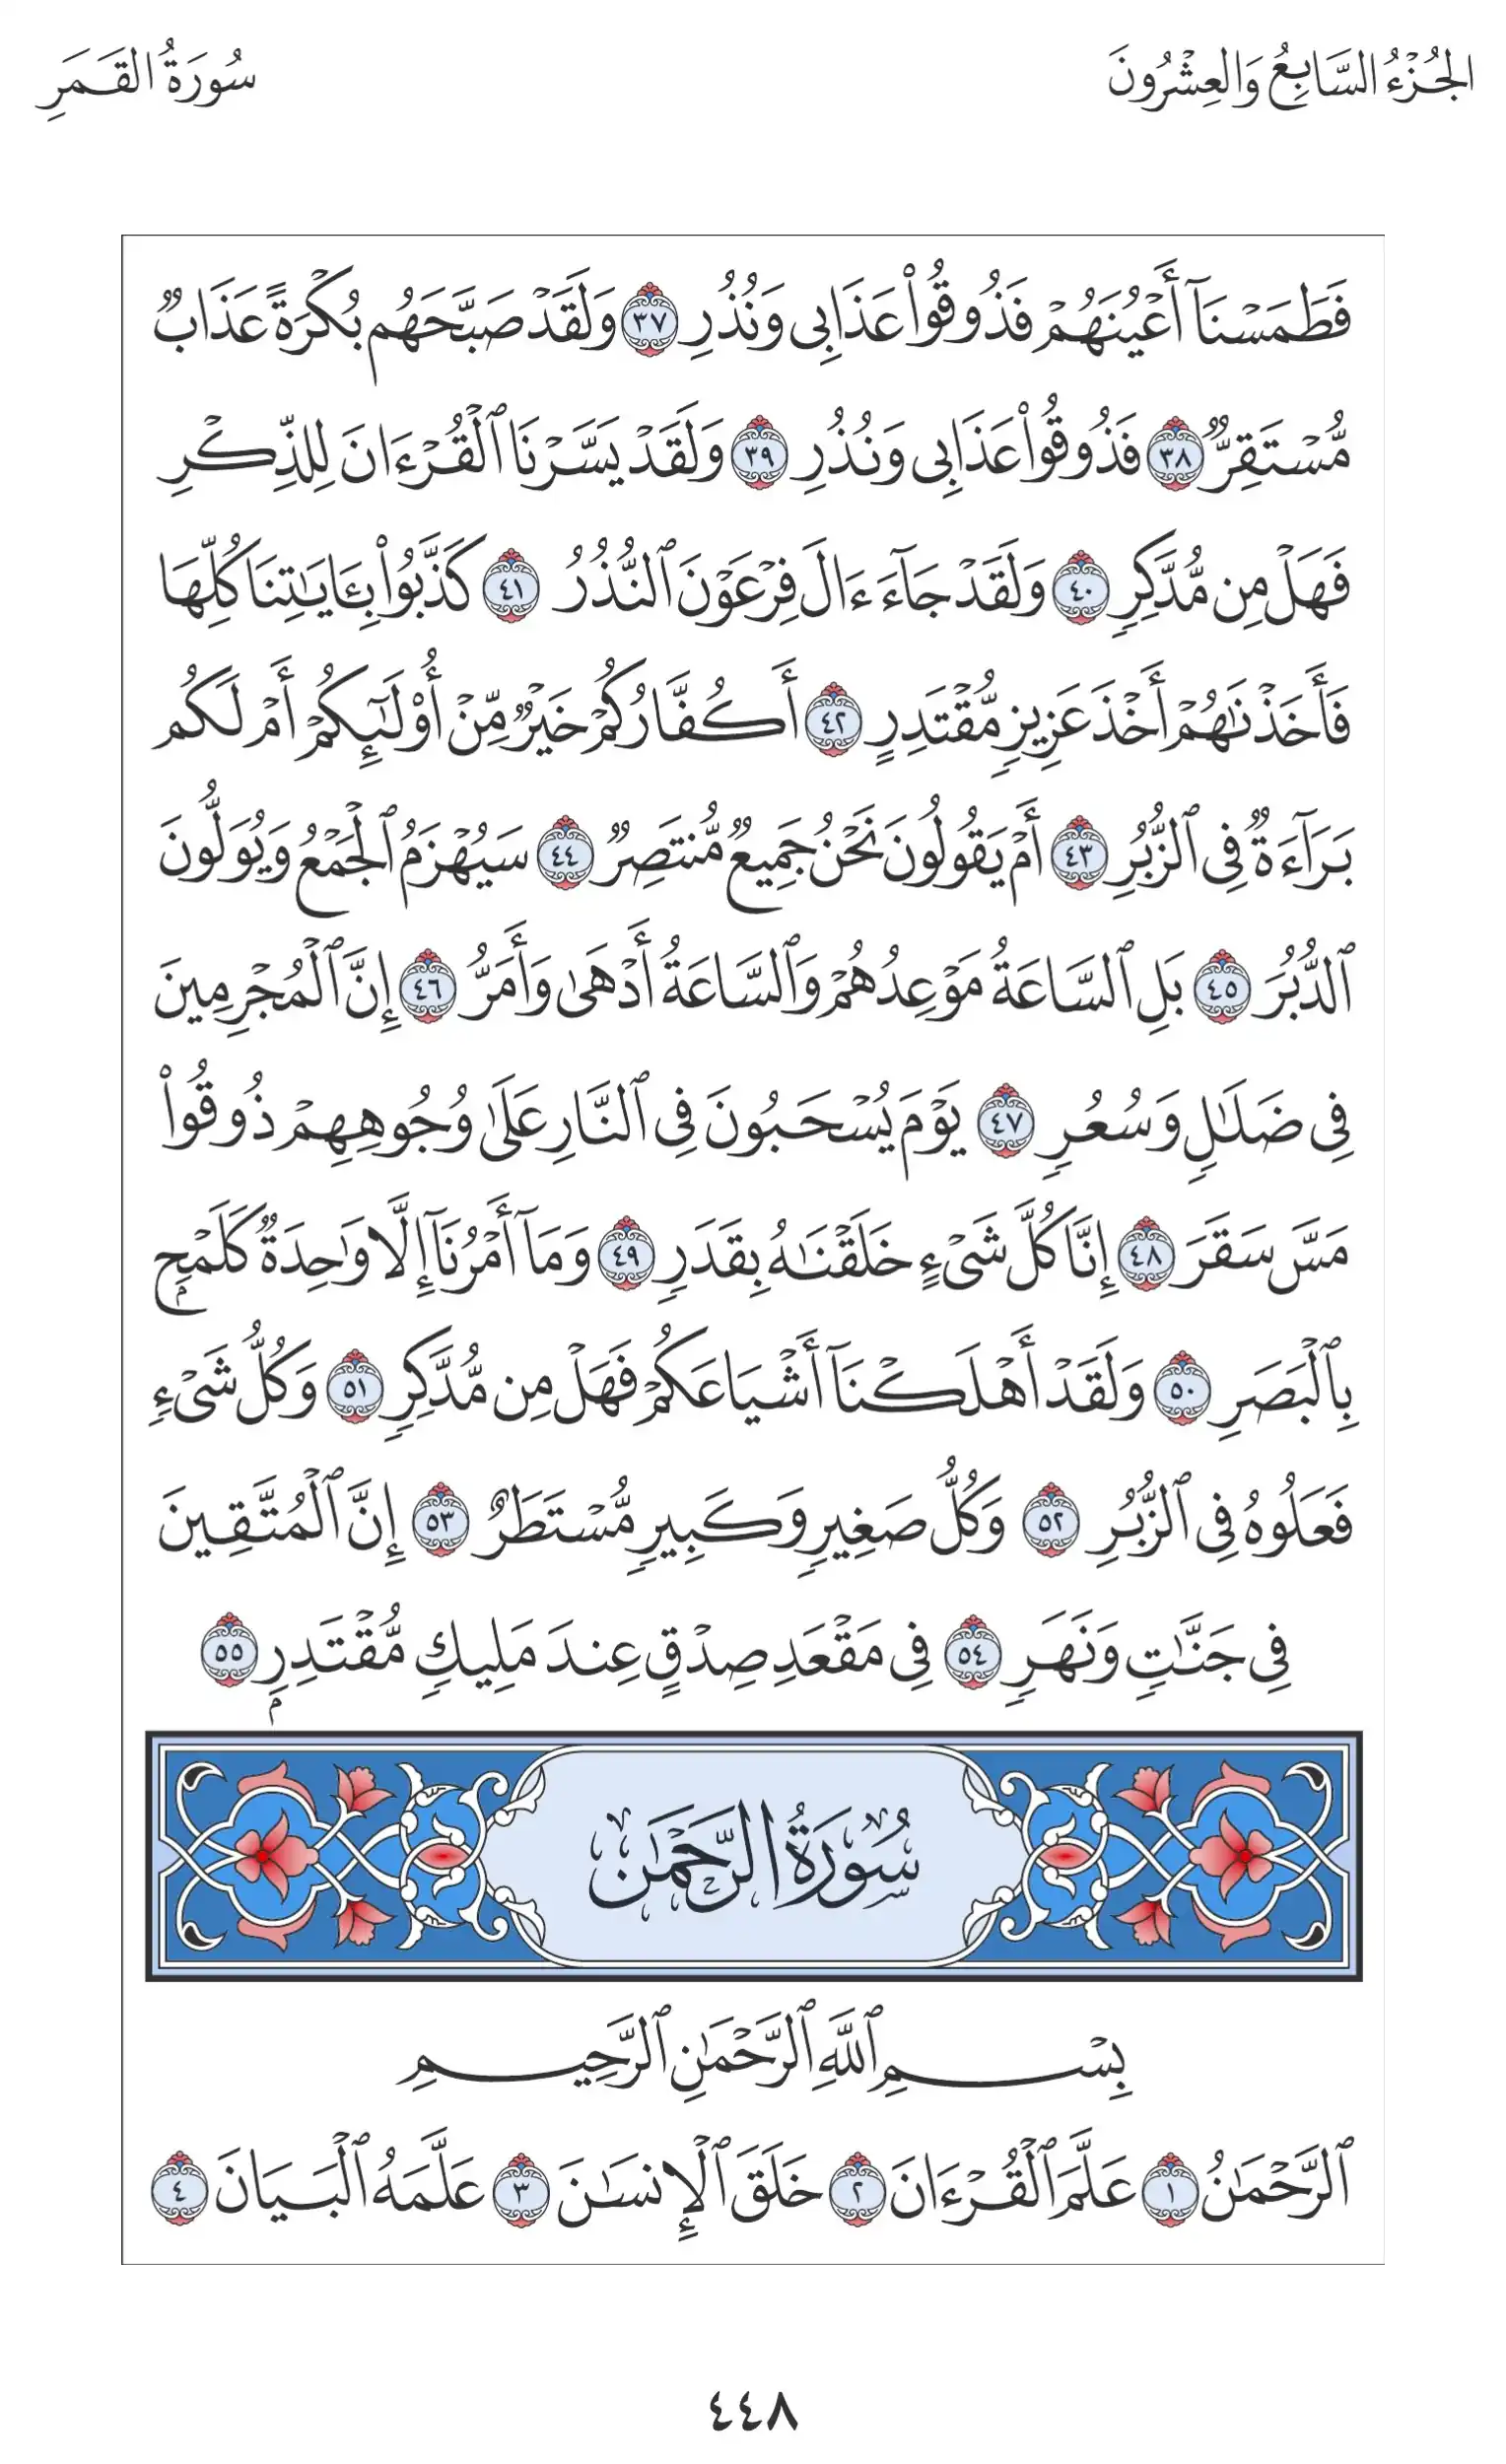 الجُزْءُ السَّابِعُ وَالعِشْرُونَ
سُورَةُ القَمَرِ
فَطَمَسْنَآ أَعْيُنَهُمْ فَذُوقُوا۟ عَذَابِى وَنُذُرِ ٣٧ وَلَقَدْ صَبَّحَهُم بُكْرَةً عَذَابٌ
مُّسْتَقِرٌّ ٣٨ فَذُوقُوا۟ عَذَابِى وَنُذُرِ ٣٩ وَلَقَدْ يَسَّرْنَا ٱلْقُرْءَانَ لِلذِّكْرِ
فَهَلْ مِن مُّدَّكِرٍ ٤٠ وَلَقَدْ جَآءَ ءَالَ فِرْعَوْنَ ٱلنُّذُرُ ٤١ كَذَّبُوا۟ بِـَٔايَٰتِنَا كُلِّهَا
فَأَخَذْنَٰهُمْ أَخْذَ عَزِيزٍ مُّقْتَدِرٍ ٤٢ أَكُفَّارُكُمْ خَيْرٌ مِّنْ أُو۟لَٰٓئِكُمْ أَمْ لَكُم
بَرَآءَةٌ فِى ٱلزُّبُرِ ٤٣ أَمْ يَقُولُونَ نَحْنُ جَمِيعٌ مُّنتَصِرٌ ٤٤ سَيُهْزَمُ ٱلْجَمْعُ وَيُوَلُّونَ
ٱلدُّبُرَ ٤٥ بَلِ ٱلسَّاعَةُ مَوْعِدُهُمْ وَٱلسَّاعَةُ أَدْهَىٰ وَأَمَرُّ ٤٦ إِنَّ ٱلْمُجْرِمِينَ
فِى ضَلَٰلٍ وَسُعُرٍ ٤٧ يَوْمَ يُسْحَبُونَ فِى ٱلنَّارِ عَلَىٰ وُجُوهِهِمْ ذُوقُوا۟
مَسَّ سَقَرَ ٤٨ إِنَّا كُلَّ شَىْءٍ خَلَقْنَٰهُ بِقَدَرٍ ٤٩ وَمَآ أَمْرُنَآ إِلَّا وَٰحِدَةٌ كَلَمْحٍۭ
بِٱلْبَصَرِ ٥٠ وَلَقَدْ أَهْلَكْنَآ أَشْيَاعَكُمْ فَهَلْ مِن مُّدَّكِرٍ ٥١ وَكُلُّ شَىْءٍ
فَعَلُوهُ فِى ٱلزُّبُرِ ٥٢ وَكُلُّ صَغِيرٍ وَكَبِيرٍ مُّسْتَطَرٌ ٥٣ إِنَّ ٱلْمُتَّقِينَ
فِى جَنَّٰتٍ وَنَهَرٍ ٥٤ فِى مَقْعَدِ صِدْقٍ عِندَ مَلِيكٍ مُّقْتَدِرٍۭ ٥٥
سُورَةُ الرَّحْمَٰن
بِسْمِ ٱللَّهِ ٱلرَّحْمَٰنِ ٱلرَّحِيمِ
ٱلرَّحْمَٰنُ ١ عَلَّمَ ٱلْقُرْءَانَ ٢ خَلَقَ ٱلْإِنسَٰنَ ٣ عَلَّمَهُ ٱلْبَيَانَ ٤
٤٤٨